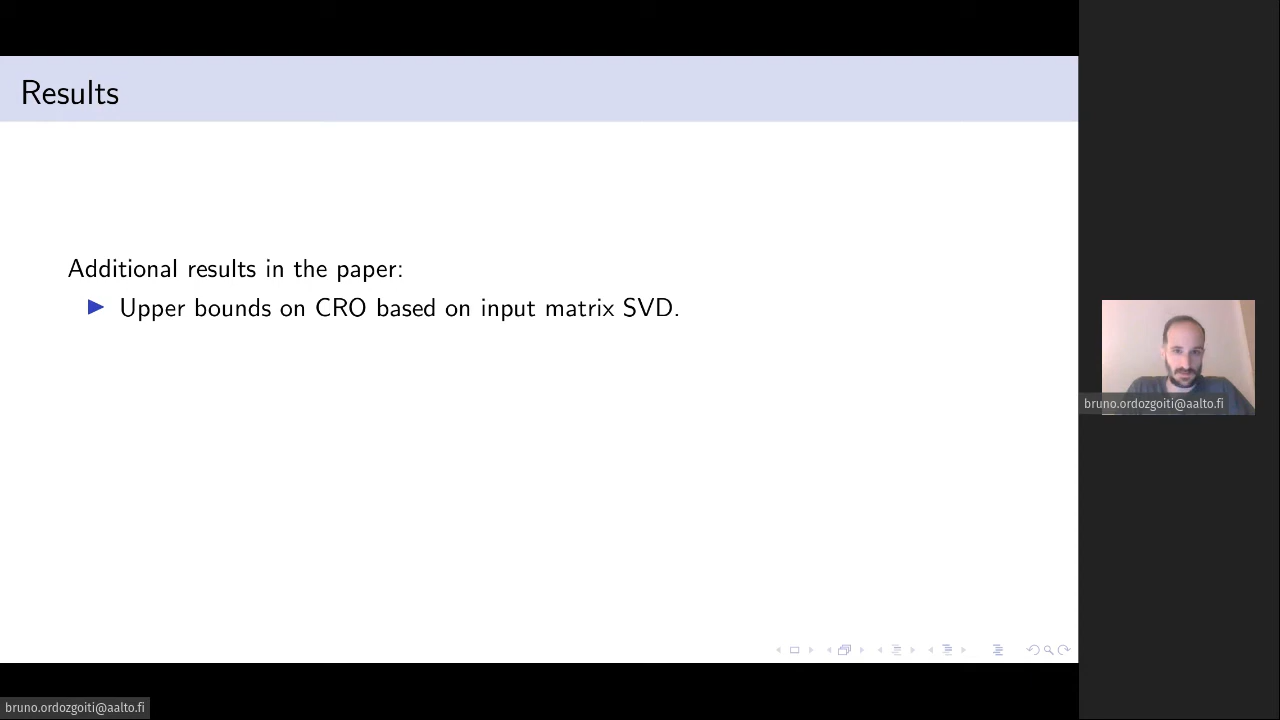 Results
Additional results in the paper:
Upper bounds on CRO based on input matrix SVD.
bruno.ordozgoiti@aalto.fi
bruno.ordozgoiti@aalto.fi